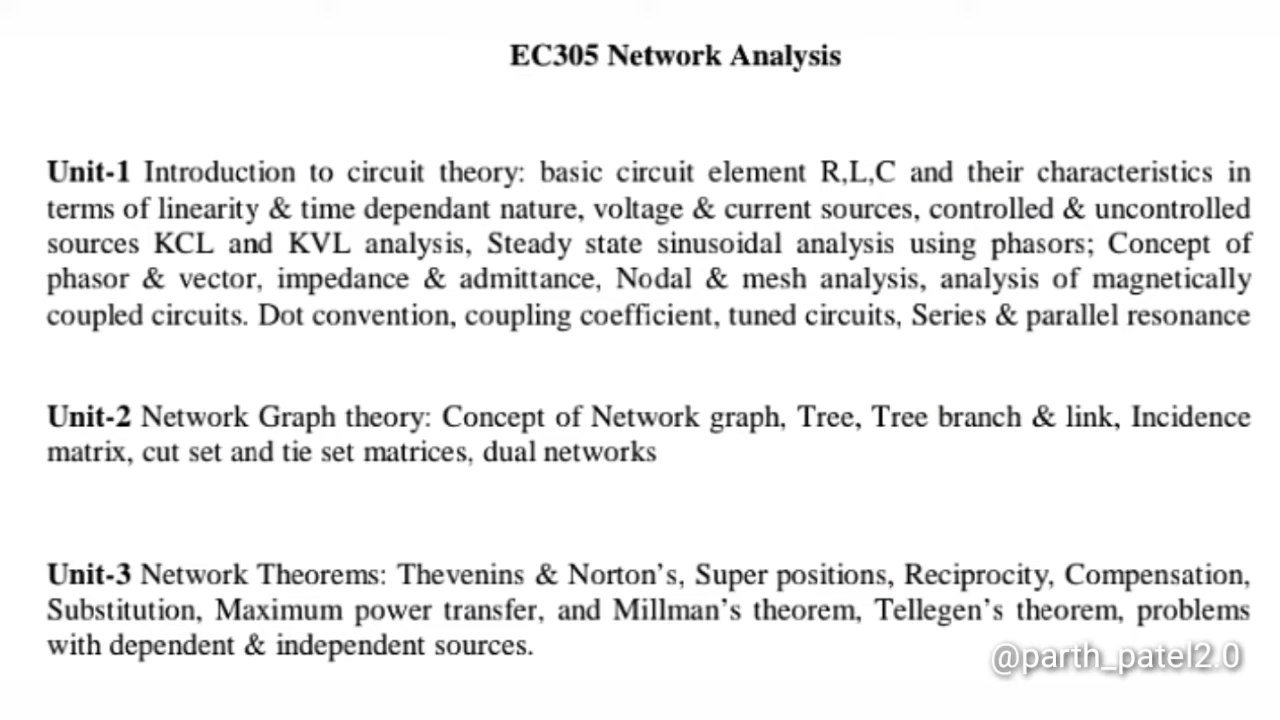 EC305 Network Analysis
Unit-1 Introduction to circuit theory: basic circuit element R,L,C and their characteristics in
terms of linearity & time dependant nature, voltage & current sources, controlled & uncontrolled
sources KCL and KVL analysis, Steady state sinusoidal analysis using phasors; Concept of
phasor & vector, impedance & admittance, Nodal & mesh analysis, analysis of magnetically
coupled circuits. Dot convention, coupling coefficient, tuned circuits, Series & parallel resonance
Unit-2 Network Graph theory: Concept of Network graph, Tree, Tree branch & link, Incidence
matrix, cut set and tie set matrices, dual networks
Unit-3 Network Theorems: Thevenins & Norton’s, Super positions, Reciprocity, Compensation,
Substitution, Maximum power transfer, and Millman’s theorem, Tellegen’s theorem, problems
with dependent & independent sources.
@parth_patel2.0